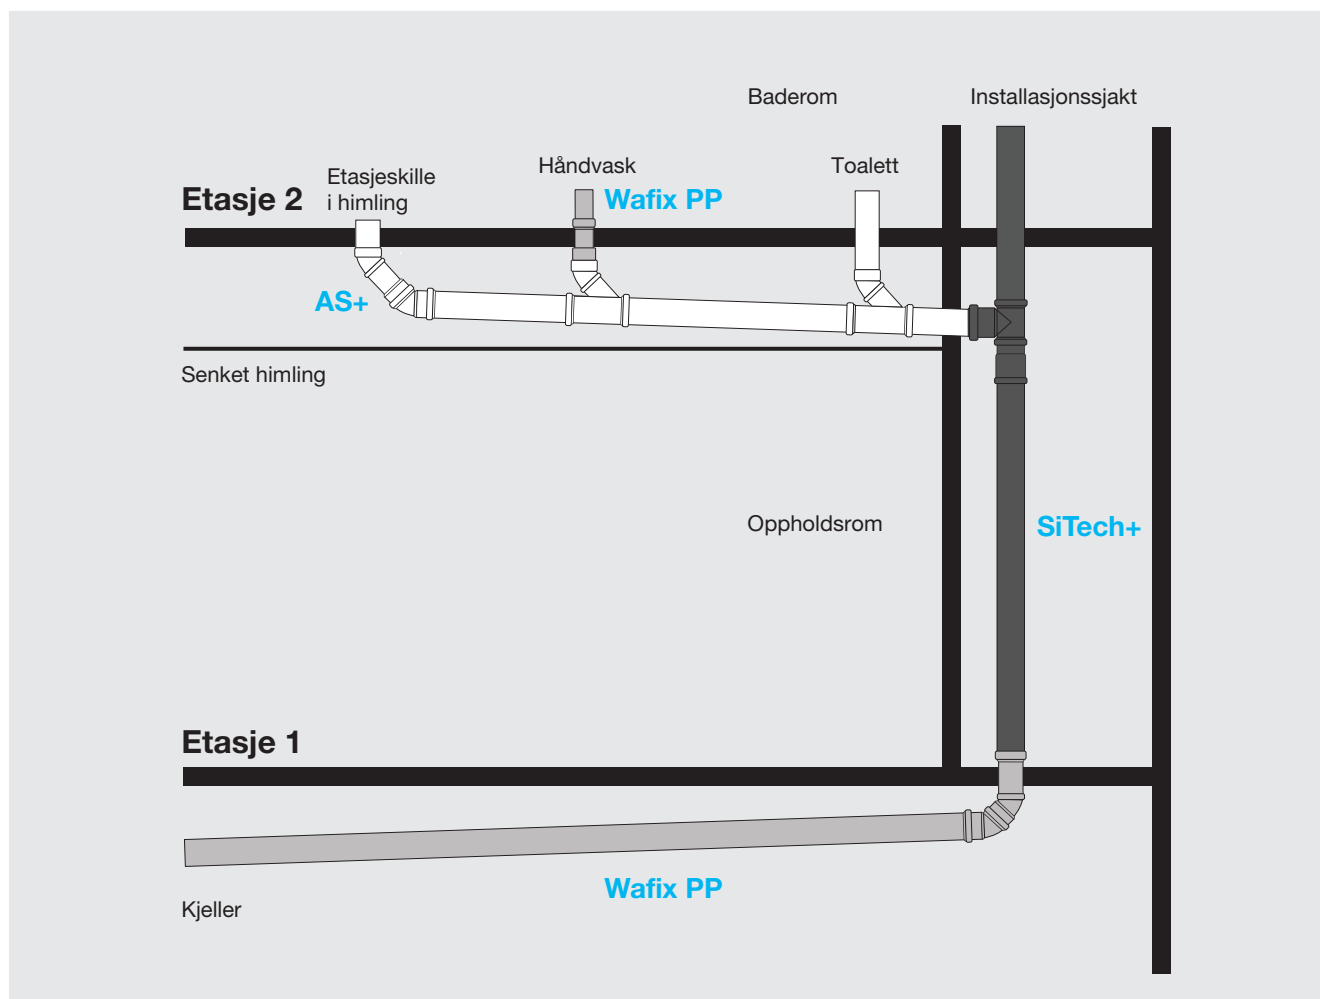 Baderom
Installasjonssjakt
Etasje 2
Etasjeskille
i himling
Håndvask
Wafix PP
Toalett
AS+
Senket himling
Oppholdsrom
SiTech+
Etasje 1
Wafix PP
Kjeller